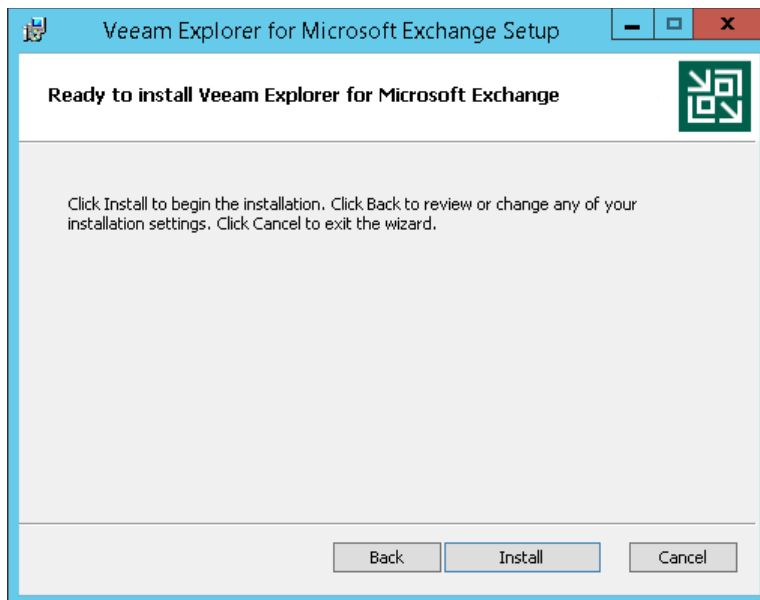 Veeam Explorer for Microsoft Exchange Setup
Ready to install Veeam Explorer for Microsoft Exchange
Click Install to begin the installation. Click Back to review or change any of your
installation settings. Click Cancel to exit the wizard.
Back Install Cancel